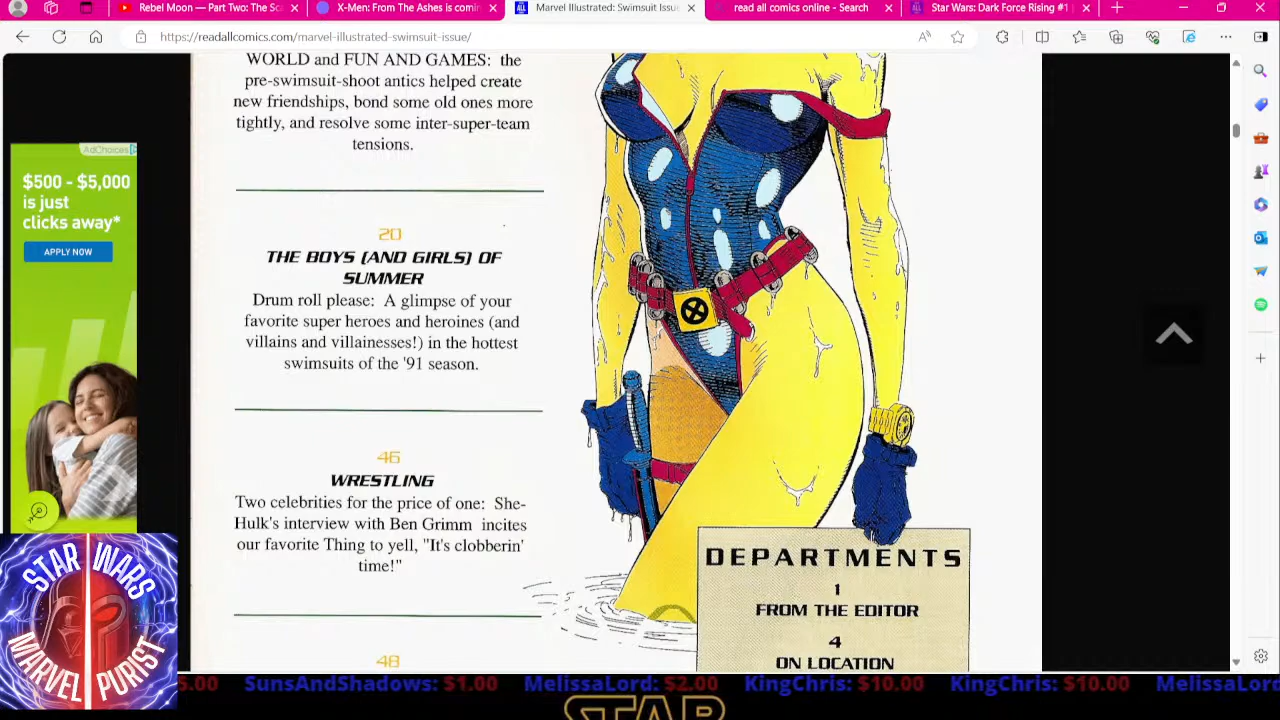 Rebel Moon — Part Two: The Sca
X-Men: From The Ashes is comin
Marvel Illustrated: Swimsuit Issue
read all comics online - Search
Star Wars: Dark Force Rising #1 |
https://readallcomics.com/marvel-illustrated-swimsuit-issue/
WORLD and FUN AND GAMES: the
pre-swimsuit-shoot antics helped create
new friendships, bond some old ones more
tightly, and resolve some inter-super-team
tensions.
20
THE BOYS (AND GIRLS) OF
SUMMER
Drum roll please: A glimpse of your
favorite super heroes and heroines (and
villains and villainesses!) in the hottest
swimsuits of the '91 season.
46
WRESTLING
Two celebrities for the price of one: She-
Hulk's interview with Ben Grimm incites
our favorite Thing to yell, "It's clobberin'
time!"
48
DEPARTMENTS
1
FROM THE EDITOR
4
ON LOCATION
AdChoices
$500 - $5,000
is just
clicks away*
APPLY NOW
STAR WARS
MARVEL PURIST
5.00 SunsAndShadows: $1.00 MelissaLord: $2.00 KingChris: $10.00 KingChris: $10.00 MelissaLord:
STAR